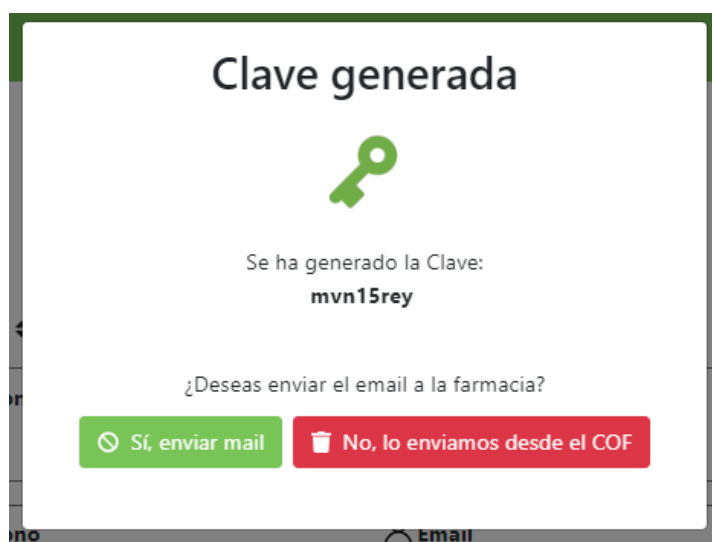 Clave generada
Se ha generado la Clave:
mvn15rey
¿Deseas enviar el email a la farmacia?
Sí, enviar mail
No, lo enviamos desde el COF
Email